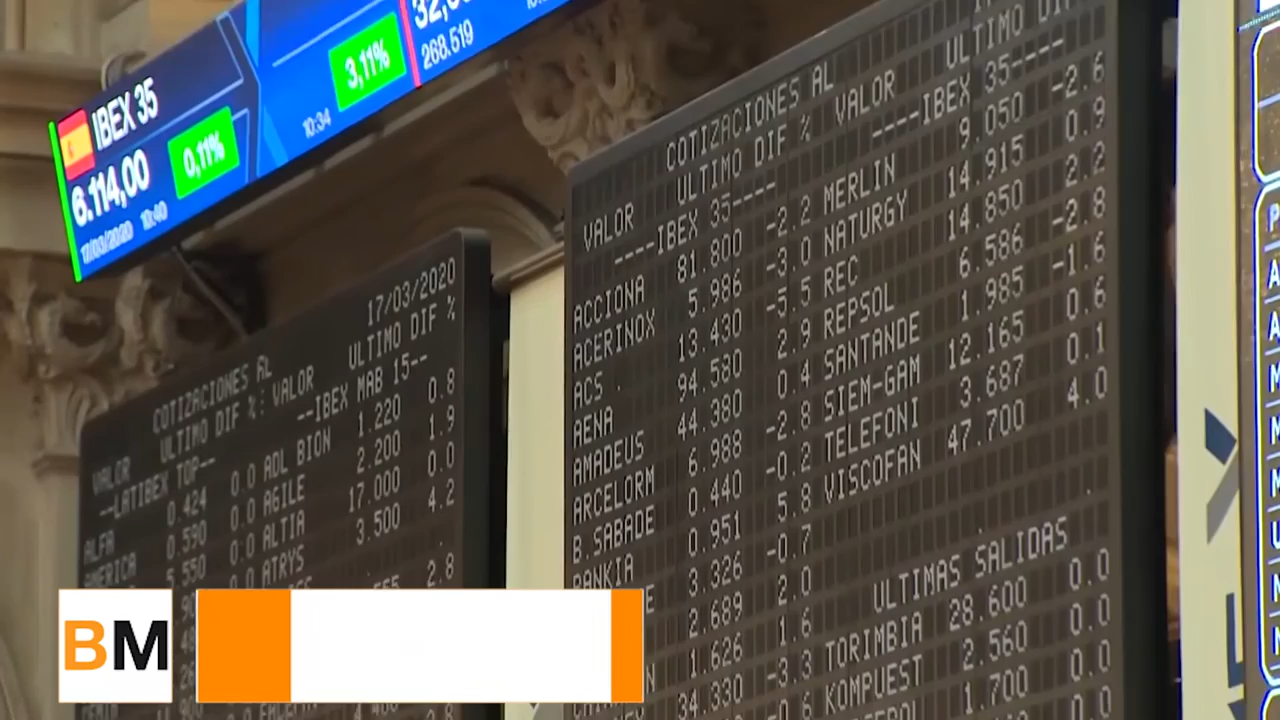 IBEX 35
6.114,00 0,11%
17/03/2020 10:40
3,11%
10:34
268.519
COTIZACIONES AL 17/03/2020
VALOR ULTIMO DIF % VALOR ULTIMO DIF %
--LATIBEX TOP-- --IBEX MAB 15--
ALFA 0.424 0.0 ADL BION 1.220 0.8
AMERICA 0.590 0.0 AGILE 2.200 1.9
5.550 0.0 ALTIA 17.000 0.0
0.0 ATRYS 3.500 4.2
2.8
COTIZACIONES AL
VALOR ULTIMO DIF % VALOR ULTIMO
----IBEX 35---- ----IBEX 35----
ACCIONA 81.800 -2.2 MERLIN 9.050 -2.6
ACERINOX 5.986 -3.0 NATURGY 14.915 0.9
ACS 13.430 -5.5 REC 14.850 2.2
AENA 94.580 2.9 REPSOL 6.586 -2.8
AMADEUS 44.380 0.4 SANTANDE 1.985 -1.6
ARCELORM 6.988 -2.8 SIEM-GAM 12.165 0.6
B.SABADE 0.440 -0.2 TELEFONI 3.687 0.1
BANKIA 0.951 5.8 VISCOFAN 47.700 4.0
3.326 -0.7
2.689 2.0 ULTIMAS SALIDAS
1.626 1.6 TORIMBIA 28.600 0.0
34.330 -3.3 KOMPUEST 2.560 0.0
-0.6 1.700 0.0
BM